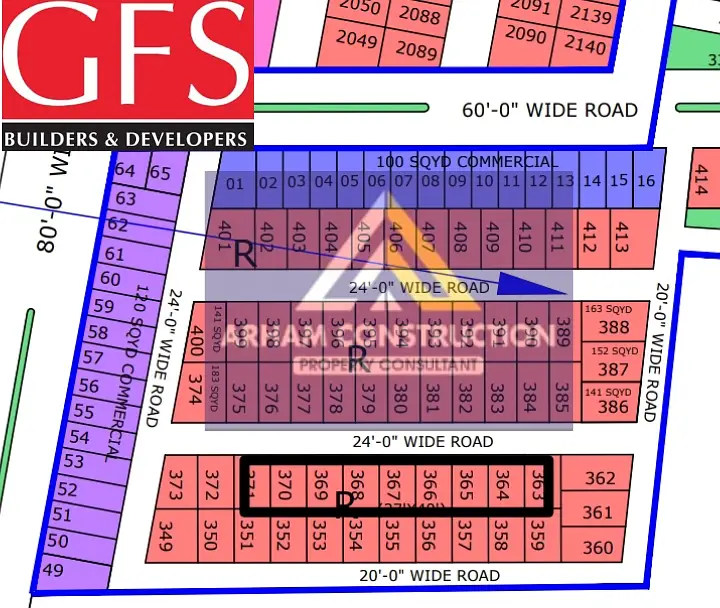 GFS
BUILDERS & DEVELOPERS
2050 2088
2049 2089
2091 2139
2090 2140
60'-0" WIDE ROAD
100 SQYD COMMERCIAL
01 02 03 04 05 06 07 08 09 10 11 12 13 14 15 16
401 402 403 404 405 406 407 408 409 410 411 412 413
414
R
24'-0" WIDE ROAD
64 65
63
62
61
60
59
58
57
56
55
54
53
52
51
50
49
120 SQYD COMMERCIAL
24'-0" WIDE ROAD
20'-0" WIDE ROAD
ARHAM CONSTRUCTION
PROPERTY CONSULTANT
400 141 SQYD 399 398 397 396 395 394 393 392 391 390 389
163 SQYD
388
152 SQYD
387
141 SQYD
386
R
374 183 SQYD 375 376 377 378 379 380 381 382 383 384 385
24'-0" WIDE ROAD
373 372 371 370 369 368 367 366 365 364 363 362
361
R
349 350 351 352 353 354 355 356 357 358 359 360
20'-0" WIDE ROAD